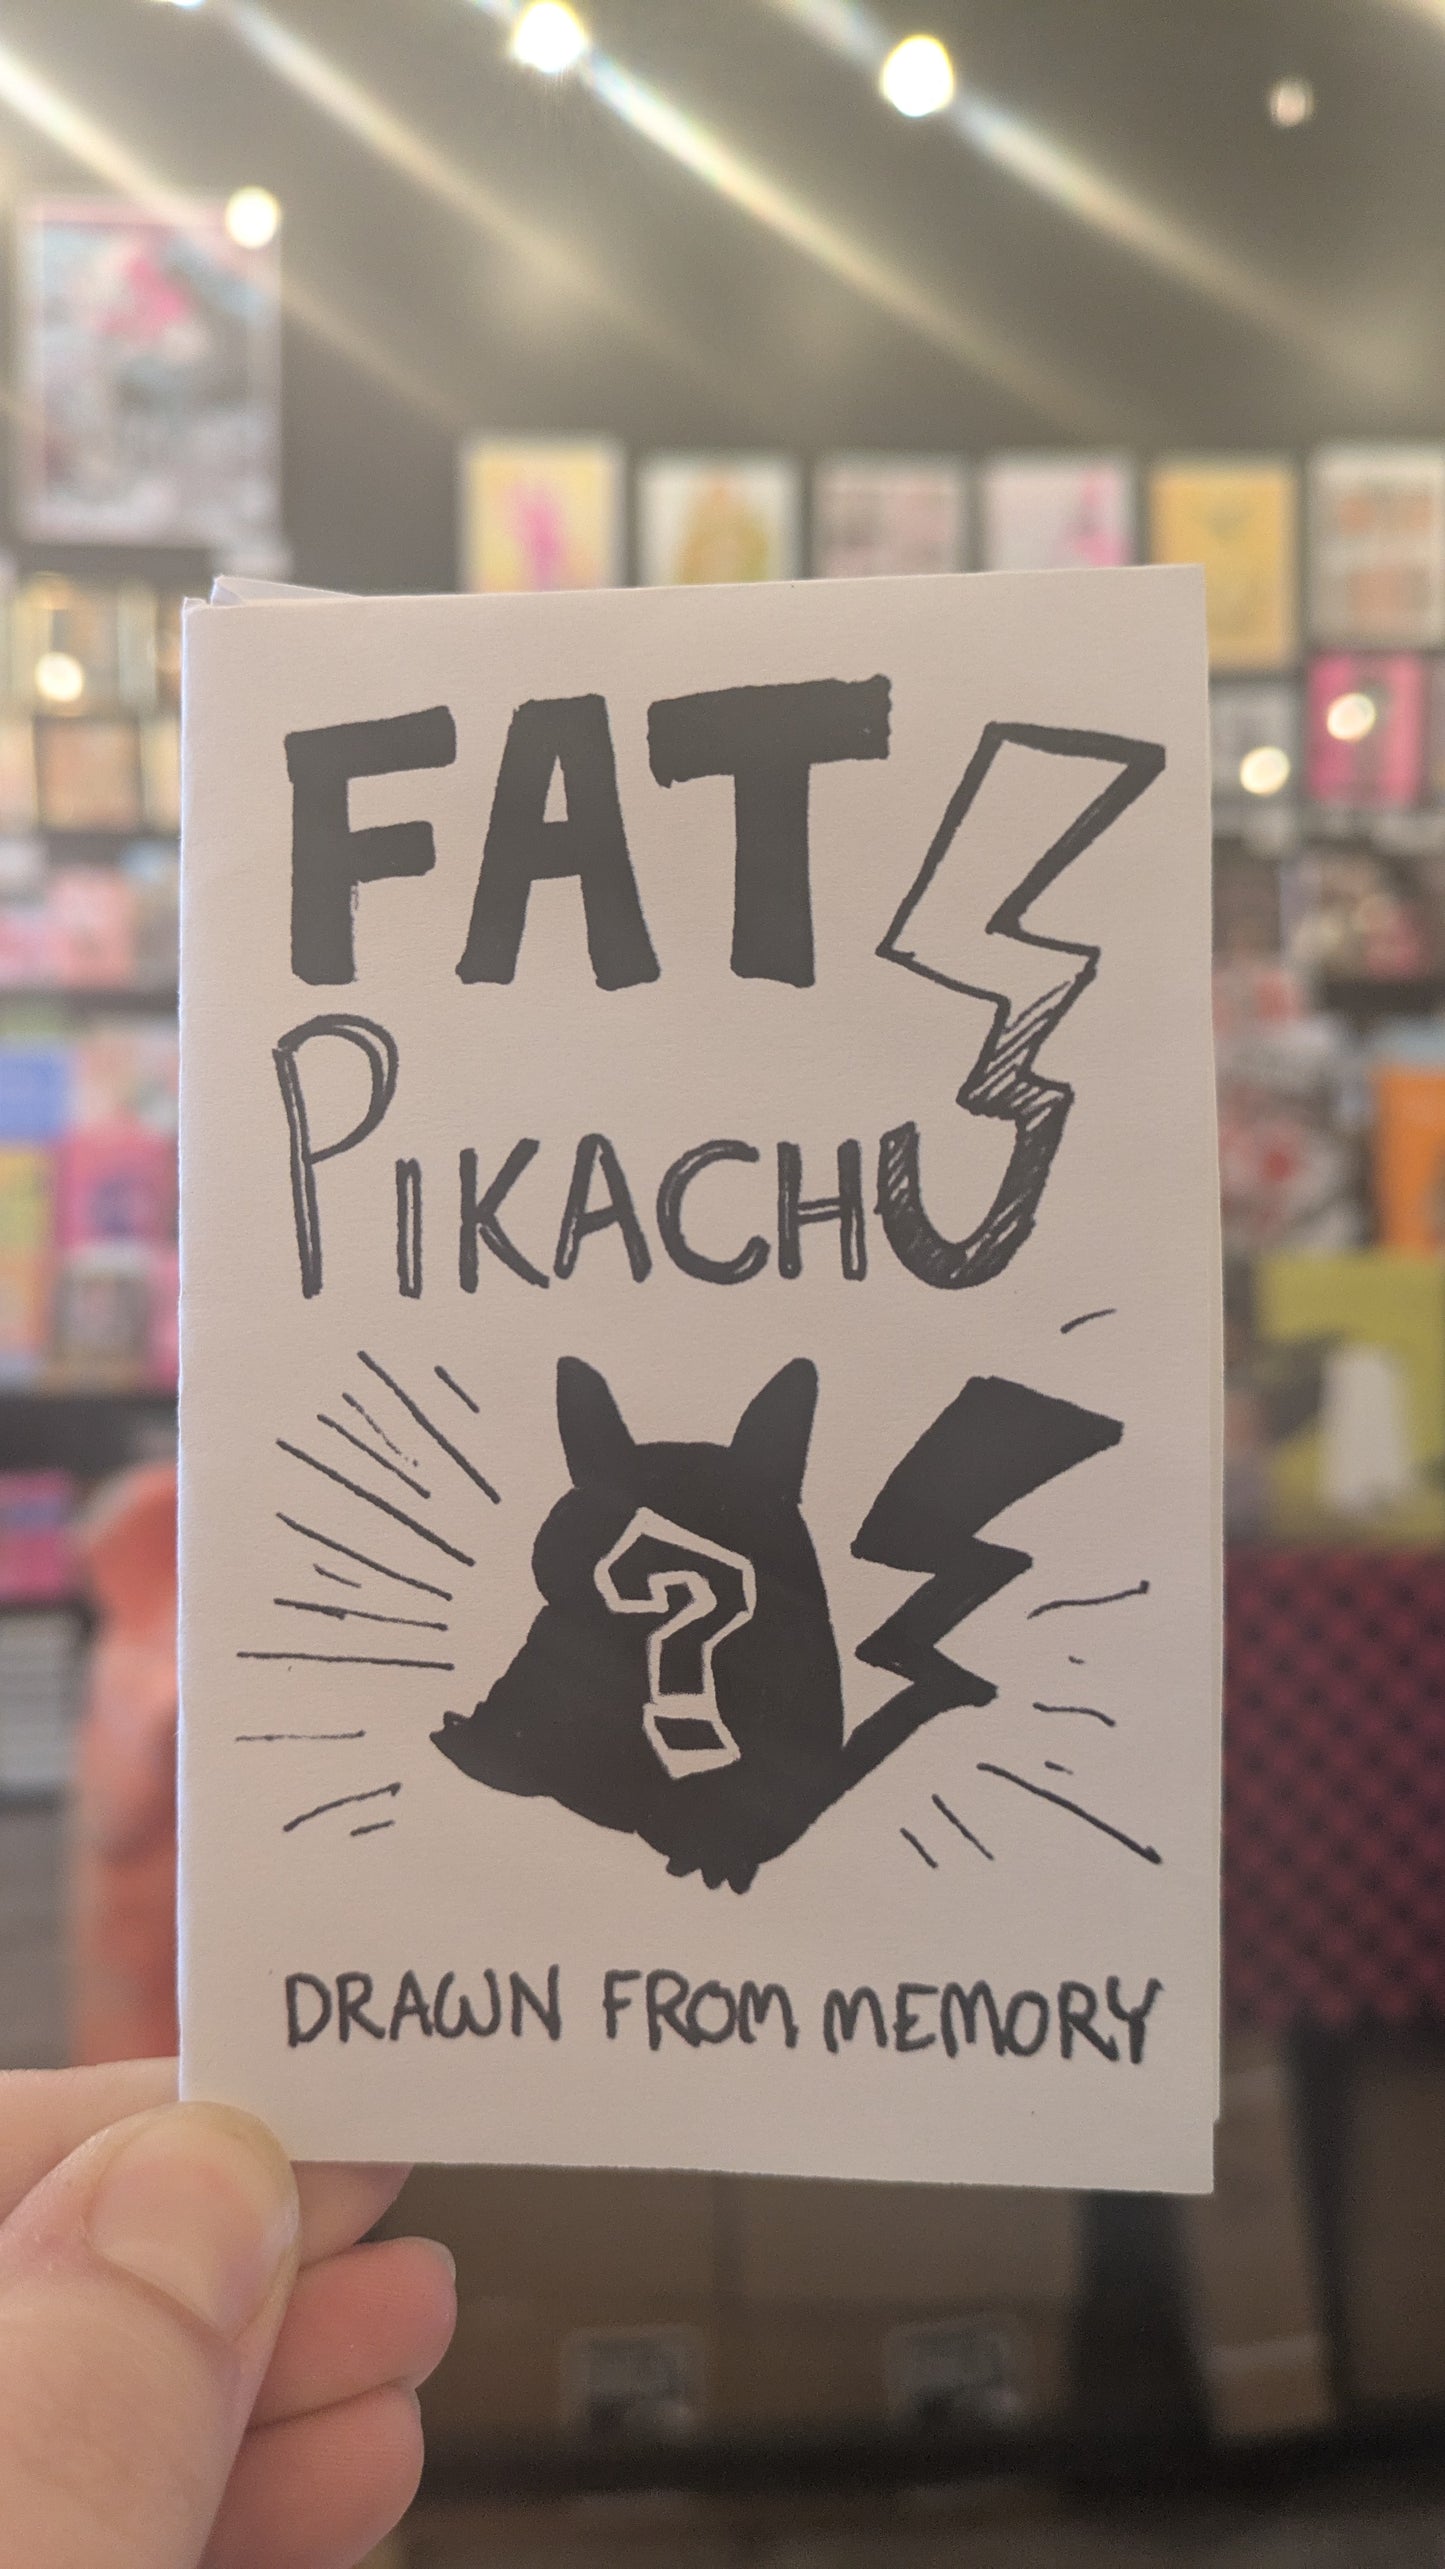 FAT
PIKACHU
?
DRAWN FROM MEMORY